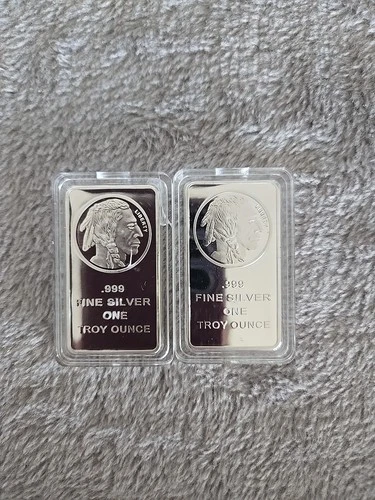 LIBERTY
.999
FINE SILVER
ONE
TROY OUNCE
LIBERTY
.999
FINE SILVER
ONE
TROY OUNCE